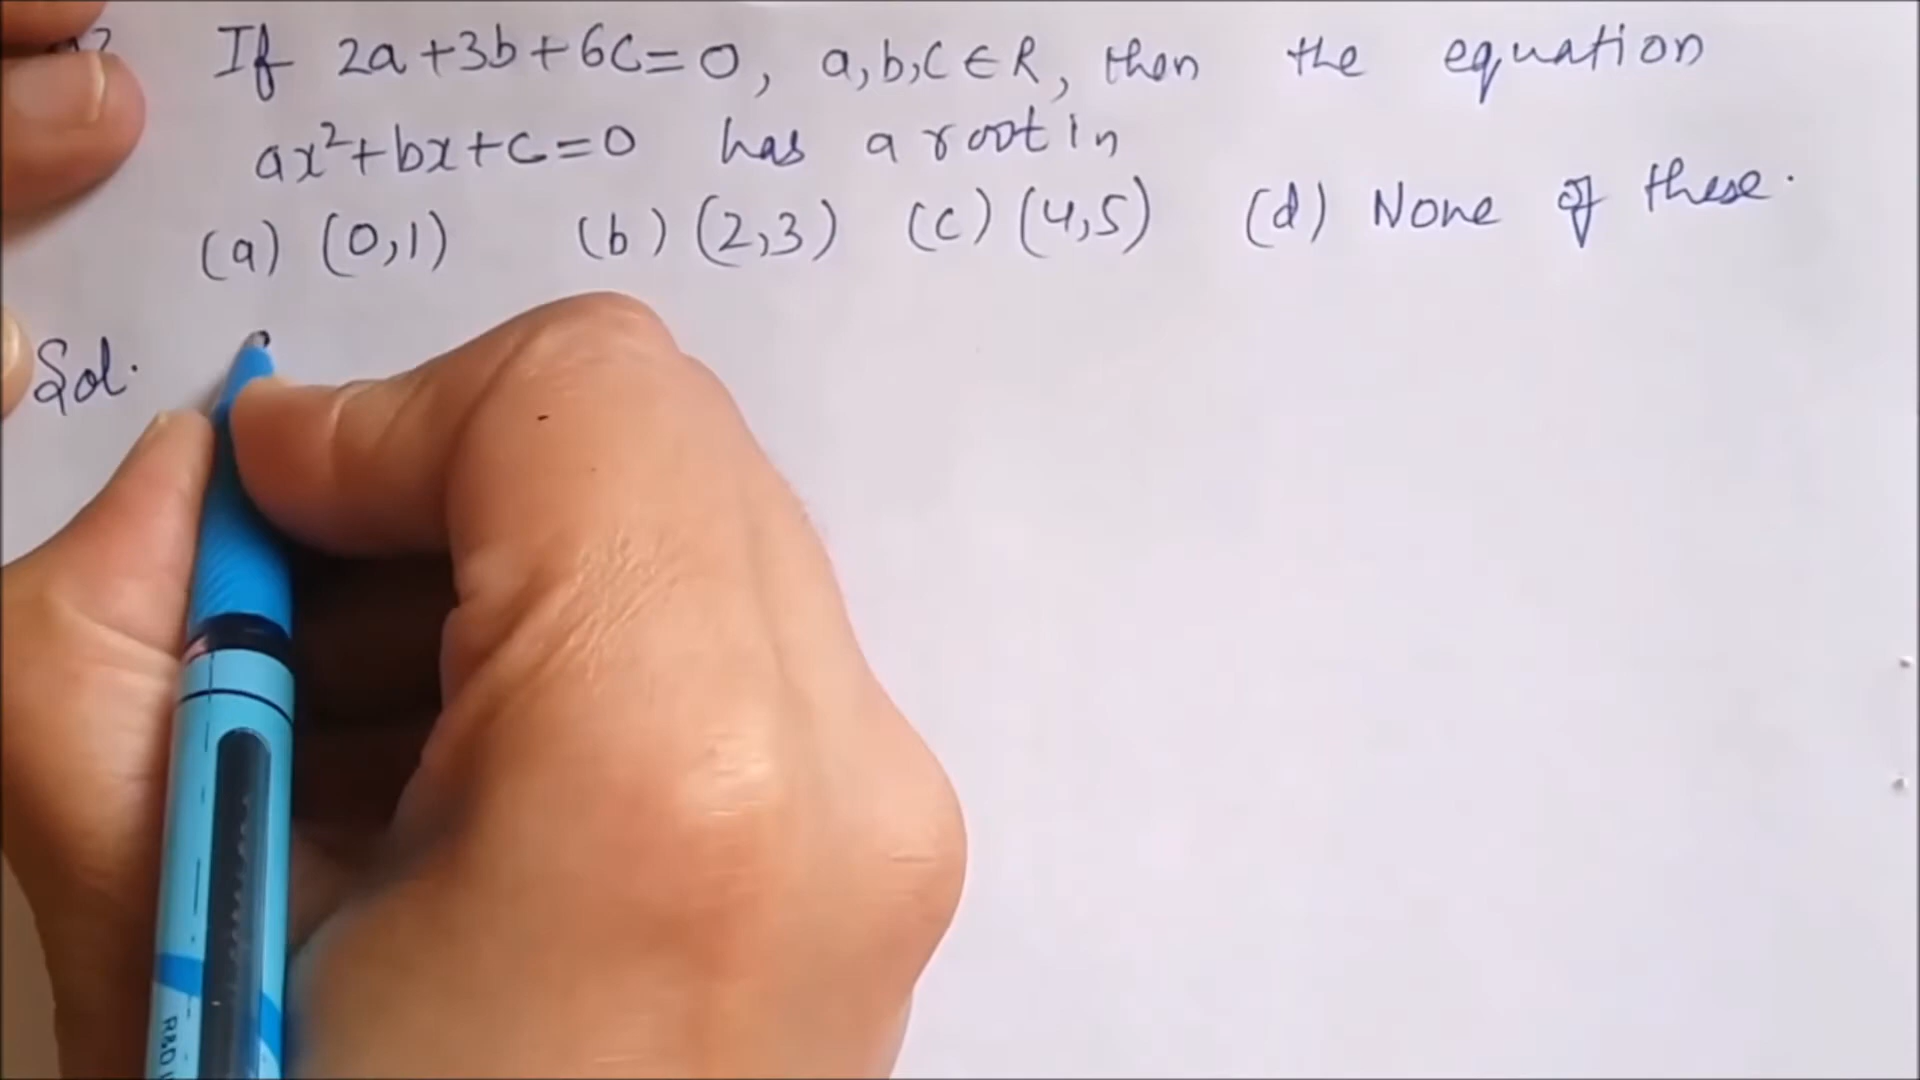 If 2a+3b+6c=0, a,b,c∈R, then the equation
ax²+bx+c=0 has a root in
(a) (0,1) (b) (2,3) (c) (4,5) (d) None of these.
Sol.
R&D